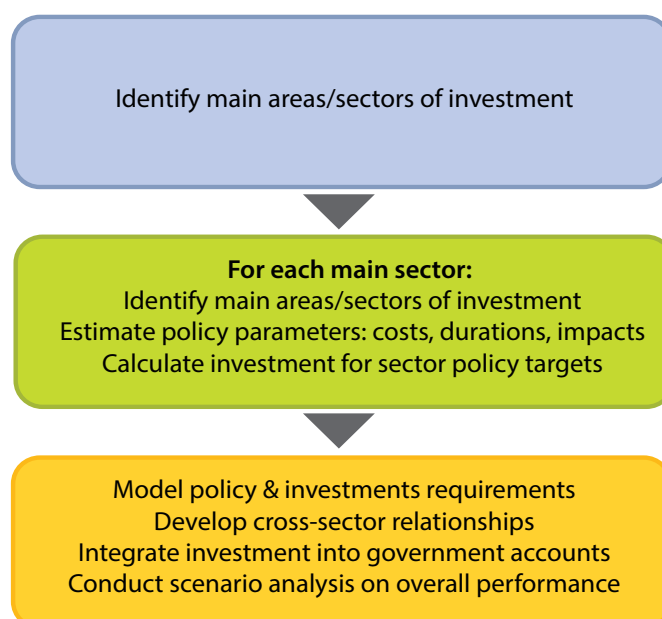 Identify main areas/sectors of investment
For each main sector:
Identify main areas/sectors of investment
Estimate policy parameters: costs, durations, impacts
Calculate investment for sector policy targets
Model policy & investments requirements
Develop cross-sector relationships
Integrate investment into government accounts
Conduct scenario analysis on overall performance